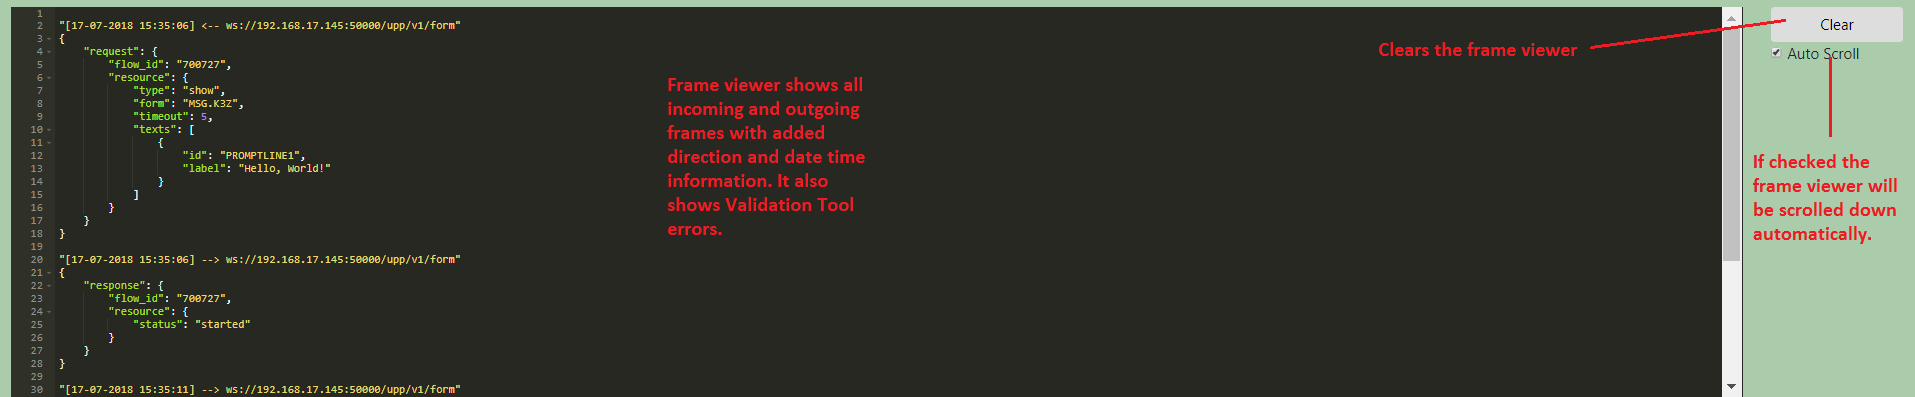 1
2 "[17-07-2018 15:35:06] <-- ws://192.168.17.145:50000/upp/v1/form"
3 {
4 "request": {
5 "flow_id": "700727",
6 "resource": {
7 "type": "show",
8 "form": "MSG.K3Z",
9 "timeout": 5,
10 "texts": [
11 {
12 "id": "PROMPTLINE1",
13 "label": "Hello, World!"
14 }
15 ]
16 }
17 }
18 }
19
20 "[17-07-2018 15:35:06] --> ws://192.168.17.145:50000/upp/v1/form"
21 {
22 "response": {
23 "flow_id": "700727",
24 "resource": {
25 "status": "started"
26 }
27 }
28 }
29
30 "[17-07-2018 15:35:11] --> ws://192.168.17.145:50000/upp/v1/form"
Frame viewer shows all
incoming and outgoing
frames with added
direction and date time
information. It also
shows Validation Tool
errors.
Clears the frame viewer
Clear
Auto Scroll
If checked the
frame viewer will
be scrolled down
automatically.